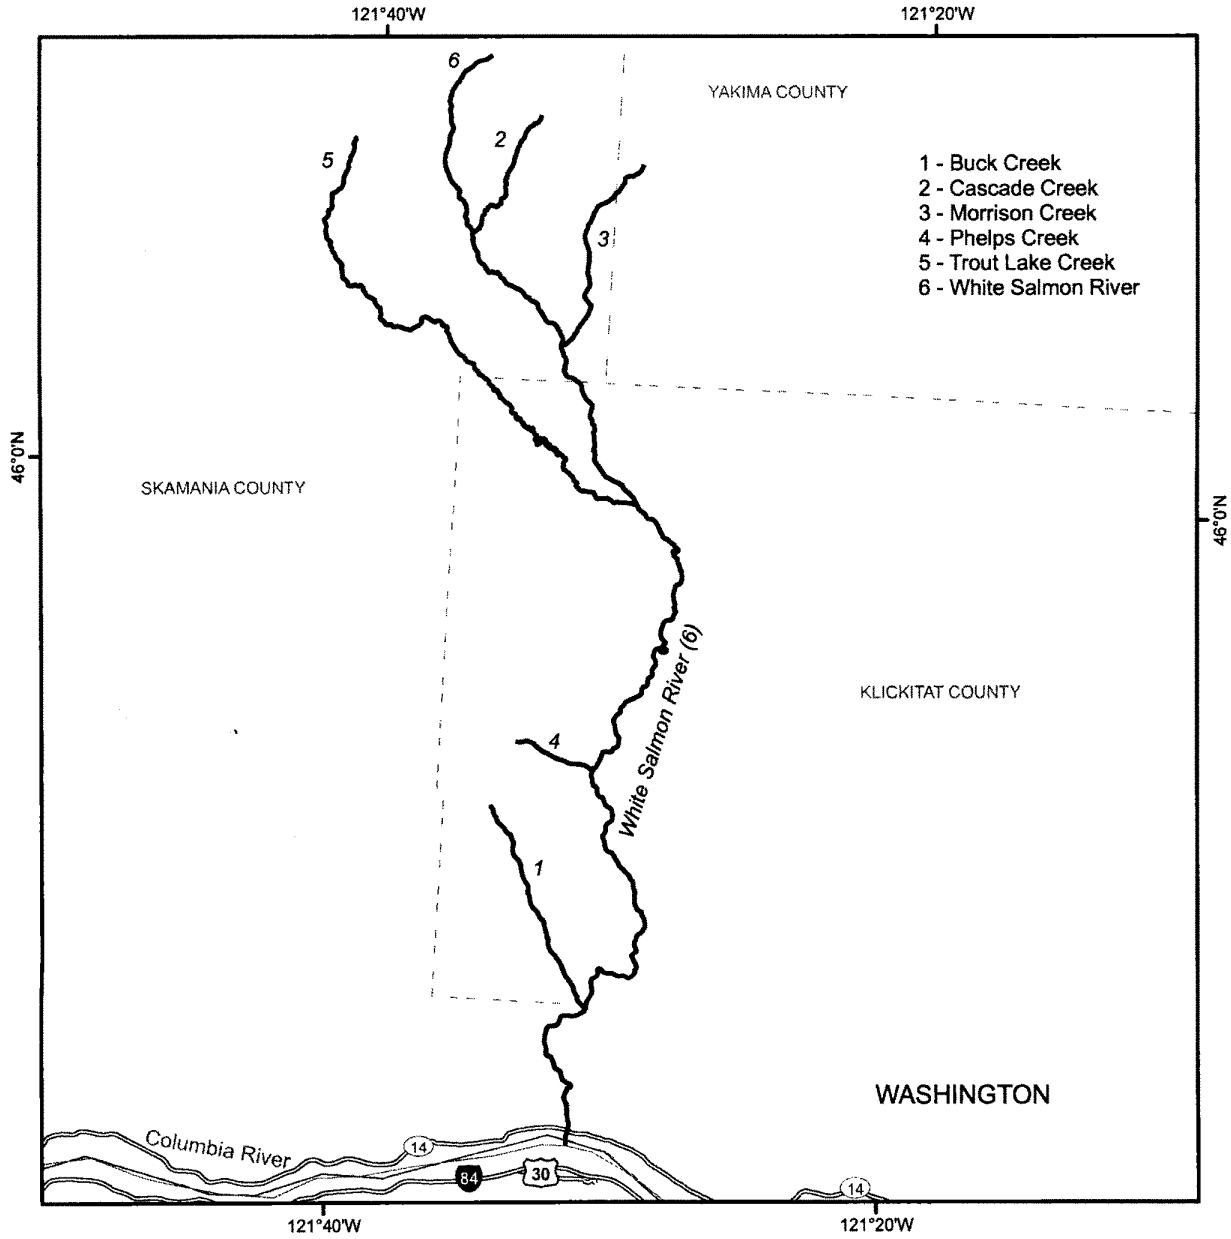 121°40'W
121°20'W
6
YAKIMA COUNTY
2
5
1 - Buck Creek
2 - Cascade Creek
3 - Morrison Creek
4 - Phelps Creek
5 - Trout Lake Creek
6 - White Salmon River
3
46°0'N
SKAMANIA COUNTY
46°0'N
White Salmon River (6)
KLICKITAT COUNTY
4
1
WASHINGTON
Columbia River
14
84
30
14
121°40'W
121°20'W